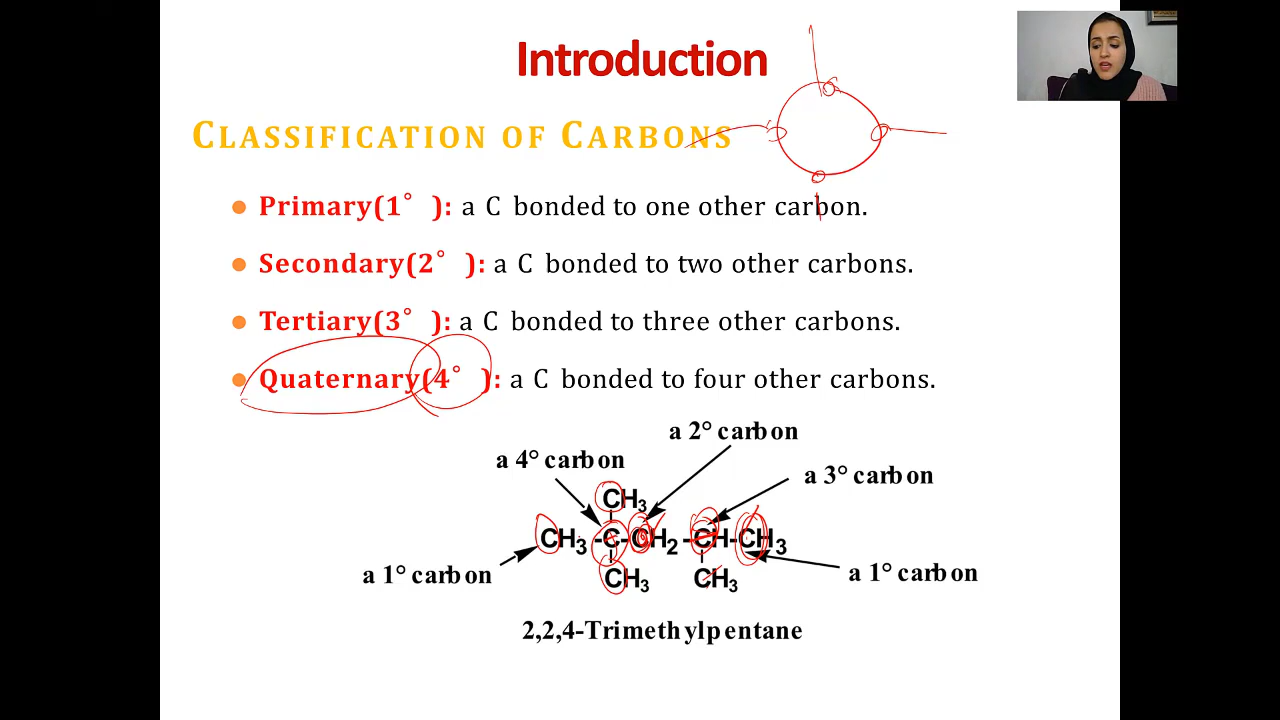 Introduction
CLASSIFICATION OF CARBONS
Primary(1° ): a C bonded to one other carbon.
Secondary(2° ): a C bonded to two other carbons.
Tertiary(3° ): a C bonded to three other carbons.
Quaternary(4° ): a C bonded to four other carbons.
a 2° carbon
a 4° carbon
a 3° carbon
CH3
CH3 -C-CH2 -CH-CH3
CH3 CH3
a 1° carbon
a 1° carbon
2,2,4-Trimethylpentane